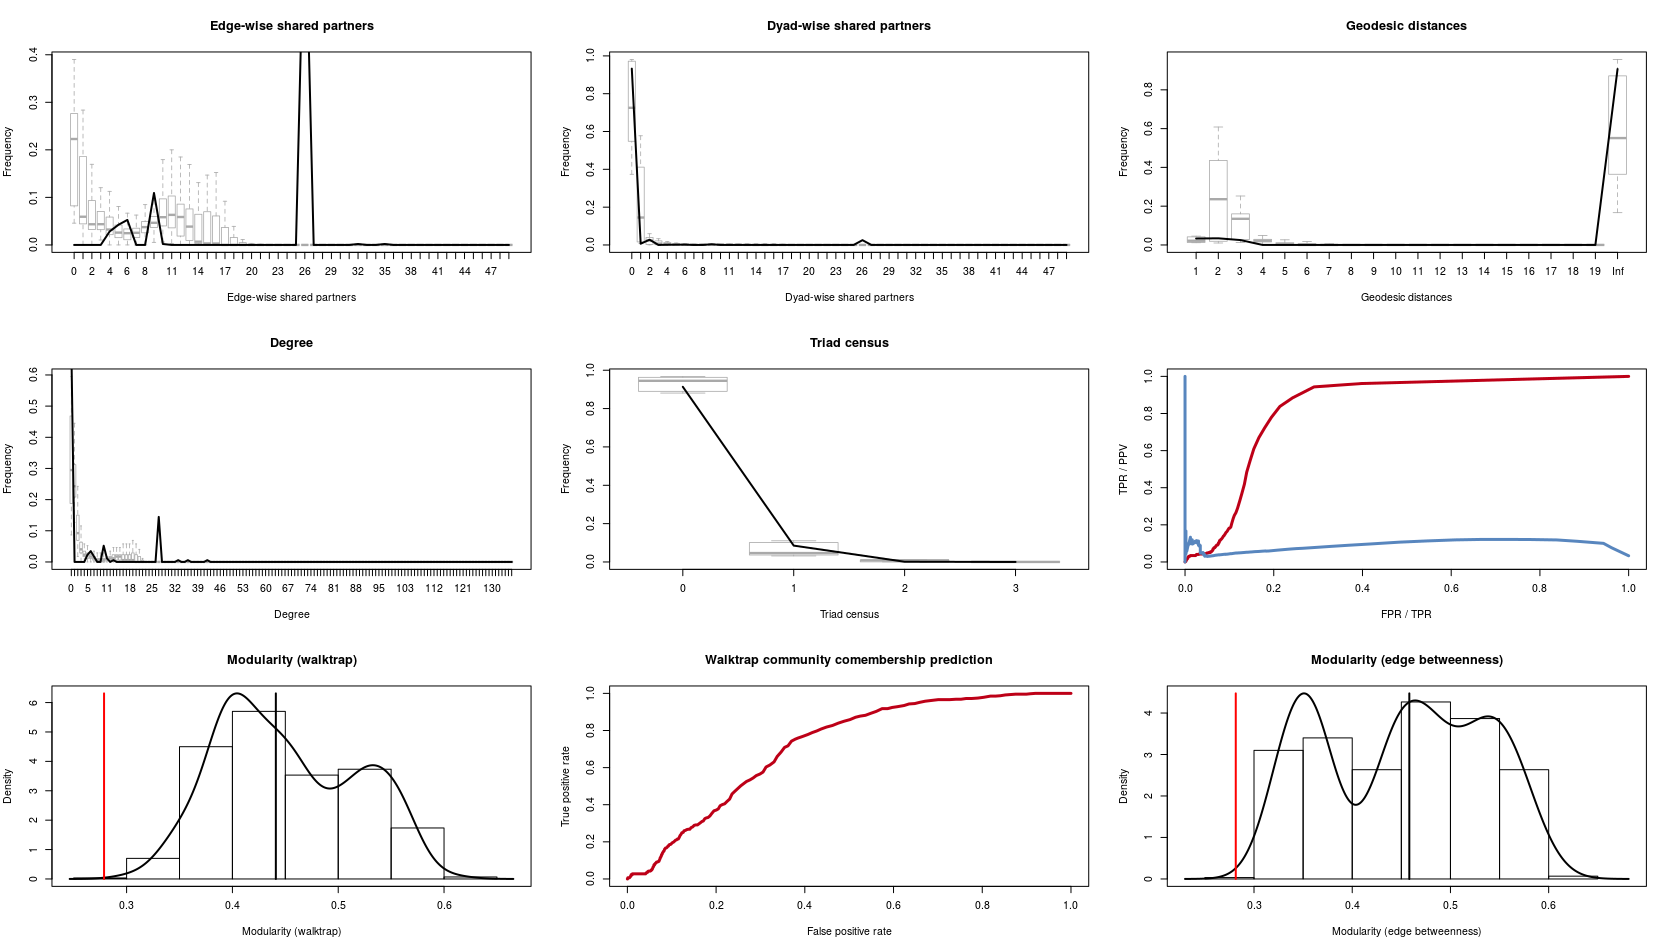 Edge-wise shared partners
Frequency
0.0 0.1 0.2 0.3 0.4
0 2 4 6 8 11 14 17 20 23 26 29 32 35 38 41 44 47
Edge-wise shared partners
Dyad-wise shared partners
Frequency
0.0 0.2 0.4 0.6 0.8 1.0
0 2 4 6 8 11 14 17 20 23 26 29 32 35 38 41 44 47
Dyad-wise shared partners
Geodesic distances
Frequency
0.0 0.2 0.4 0.6 0.8
1 2 3 4 5 6 7 8 9 10 11 12 13 14 15 16 17 18 19 Inf
Geodesic distances
Degree
Frequency
0.0 0.1 0.2 0.3 0.4 0.5 0.6
0 5 11 18 25 32 39 46 53 60 67 74 81 88 95 103 112 121 130
Degree
Triad census
Frequency
0.0 0.2 0.4 0.6 0.8 1.0
0 1 2 3
Triad census
TPR / PPV
0.0 0.2 0.4 0.6 0.8 1.0
0.0 0.2 0.4 0.6 0.8 1.0
FPR / TPR
Modularity (walktrap)
Density
0 1 2 3 4 5 6
0.3 0.4 0.5 0.6
Modularity (walktrap)
Walktrap community comembership prediction
True positive rate
0.0 0.2 0.4 0.6 0.8 1.0
0.0 0.2 0.4 0.6 0.8 1.0
False positive rate
Modularity (edge betweenness)
Density
0 1 2 3 4
0.3 0.4 0.5 0.6
Modularity (edge betweenness)